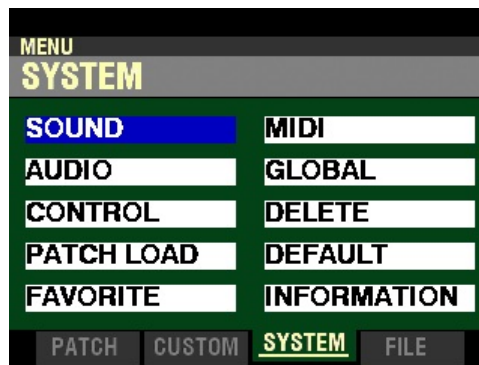 MENU
SYSTEM
SOUND
MIDI
AUDIO
GLOBAL
CONTROL
DELETE
PATCH LOAD
DEFAULT
FAVORITE
INFORMATION
PATCH CUSTOM SYSTEM FILE